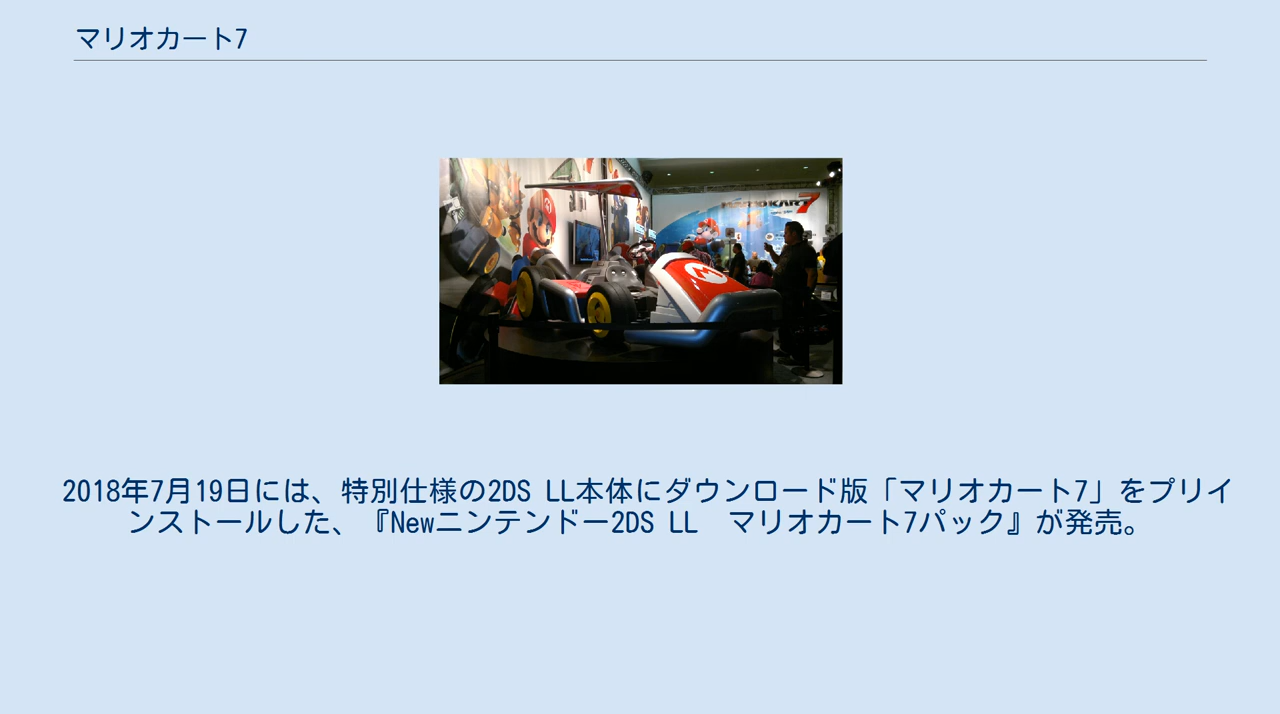 マリオカート7
MARIOKART 7
2018年7月19日には、特別仕様の2DS LL本体にダウンロード版「マリオカート7」をプリイ
ンストールした、『Newニンテンドー2DS LL　マリオカート7パック』が発売。